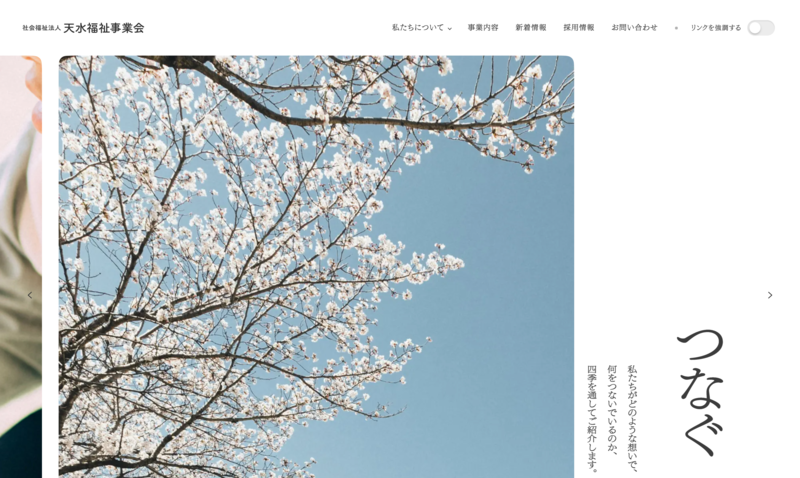 社会福祉法人 天水福祉事業会
私たちについて
事業内容
新着情報
採用情報
お問い合わせ
リンクを強調する
つなぐ
私たちがどのような想いで、
何をつないでいるのか、
四季を通してご紹介します。